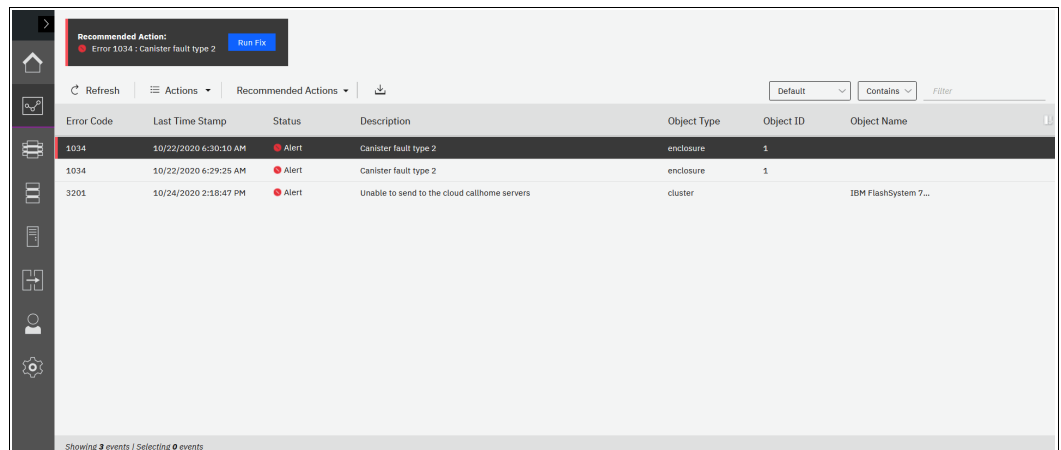 Recommended Action:
Error 1034 : Canister fault type 2
Run Fix
Refresh Actions Recommended Actions Default Contains Filter
Error Code Last Time Stamp Status Description Object Type Object ID Object Name
1034 10/22/2020 6:30:10 AM Alert Canister fault type 2 enclosure 1
1034 10/22/2020 6:29:25 AM Alert Canister fault type 2 enclosure 1
3201 10/24/2020 2:18:47 PM Alert Unable to send to the cloud callhome servers cluster IBM FlashSystem 7...
Showing 3 events | Selecting 0 events